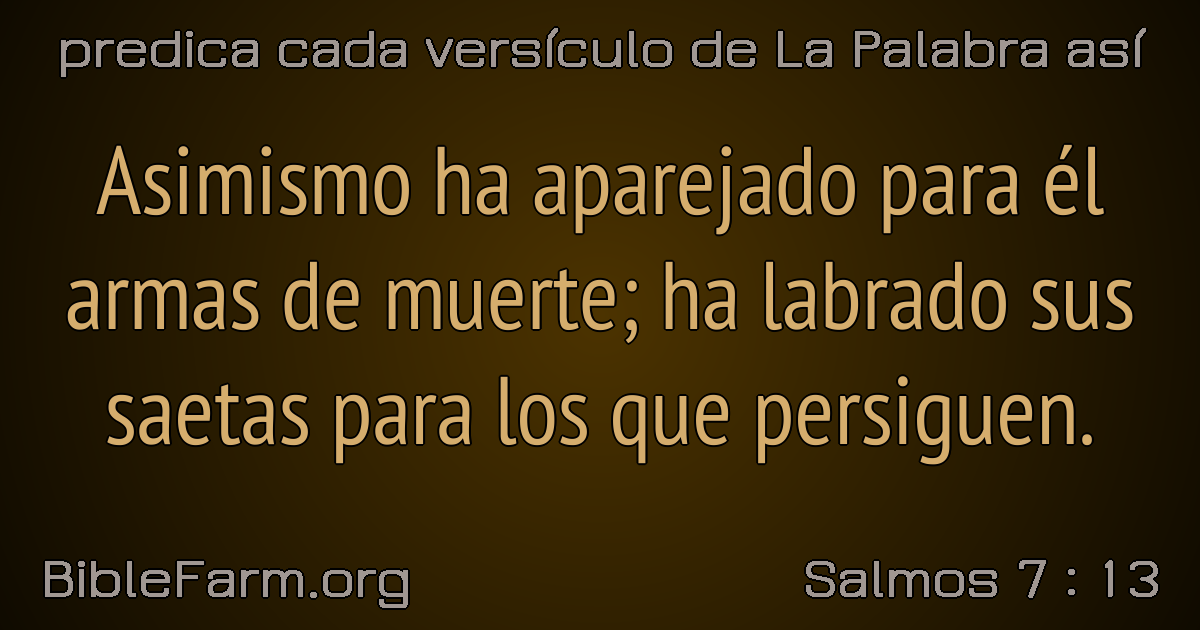 predica cada versículo de La Palabra así
Asimismo ha aparejado para él
armas de muerte; ha labrado sus
saetas para los que persiguen.
BibleFarm.org
Salmos 7 : 13